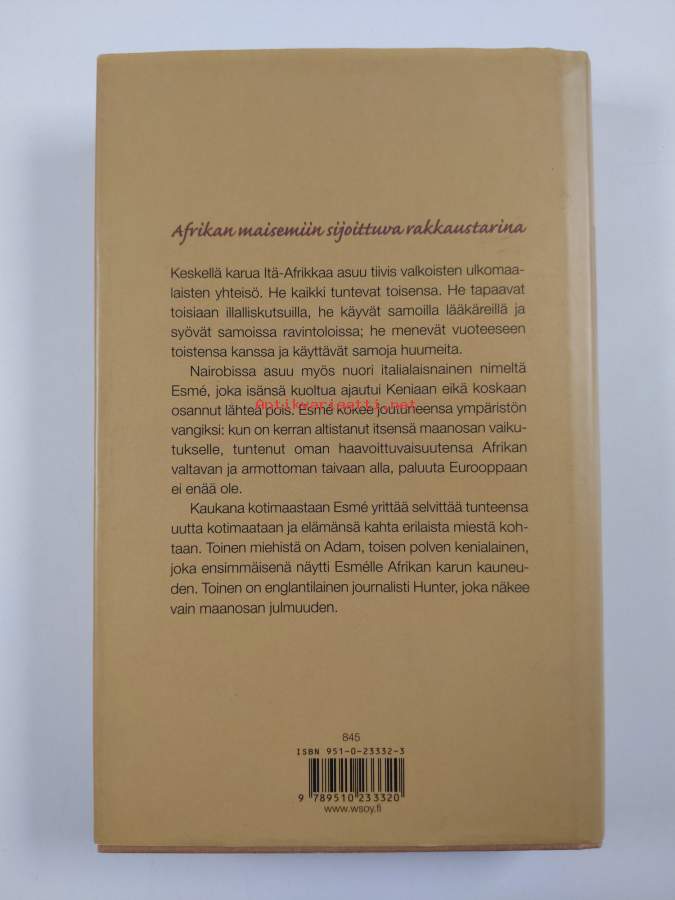 Afrikan maisemiin sijoittuva rakkaustarina
Keskellä karua Itä-Afrikkaa asuu tiivis valkoisten ulkomaa-
laisten yhteisö. He kaikki tuntevat toisensa. He tapaavat
toisiaan illalliskutsuilla, he käyvät samoilla lääkäreillä ja
syövät samoissa ravintoloissa; he menevät vuoteeseen
toistensa kanssa ja käyttävät samoja huumeita.
Nairobissa asuu myös nuori italialaisnainen nimeltä
Esmé, joka isänsä kuoltua ajautui Keniaan eikä koskaan
osannut lähteä pois. Esmé kokee joutuneensa ympäristön
Antikvariaatti.net
vangiksi: kun on kerran altistanut itsensä maanosan vaiku-
tukselle, tuntenut oman haavoittuvaisuutensa Afrikan
valtavan ja armottoman taivaan alla, paluuta Eurooppaan
ei enää ole.
Kaukana kotimaastaan Esmé yrittää selvittää tunteensa
uutta kotimaataan ja elämänsä kahta erilaista miestä koh-
taan. Toinen miehistä on Adam, toisen polven kenialainen,
joka ensimmäisenä näytti Esmélle Afrikan karun kauneu-
den. Toinen on englantilainen journalisti Hunter, joka näkee
vain maanosan julmuuden.
845
ISBN 951-0-23332-3
9 789510 233320
www.wsoy.fi